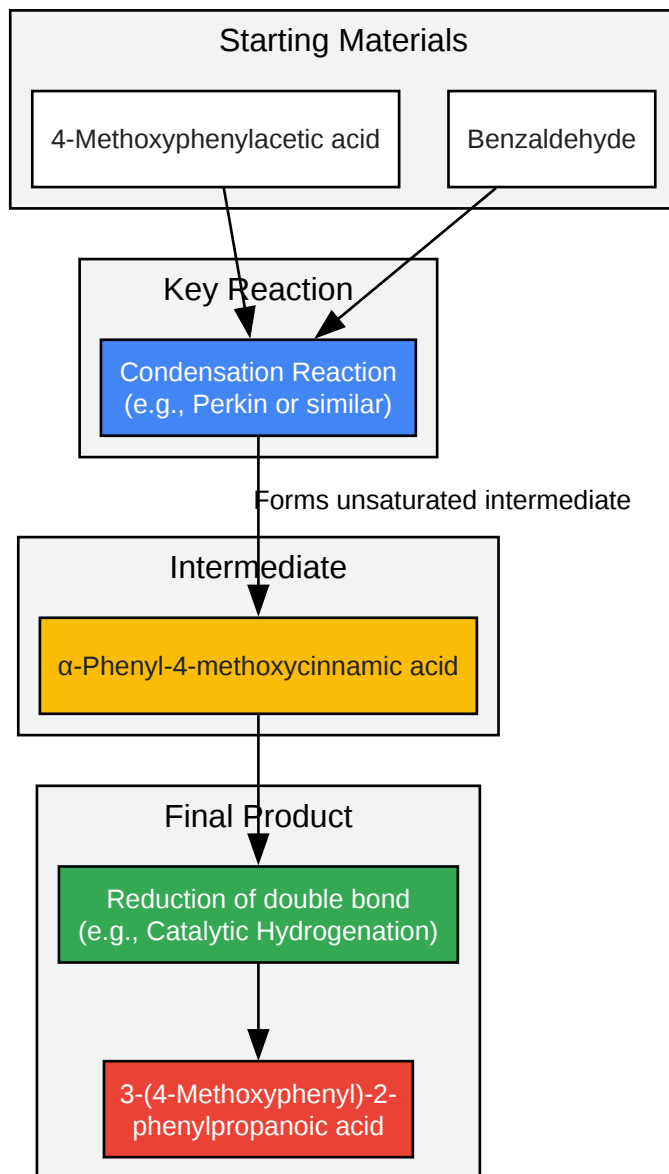 Starting Materials
4-Methoxyphenylacetic acid
Benzaldehyde
Key Reaction
Condensation Reaction
(e.g., Perkin or similar)
Forms unsaturated intermediate
Intermediate
α-Phenyl-4-methoxycinnamic acid
Final Product
Reduction of double bond
(e.g., Catalytic Hydrogenation)
3-(4-Methoxyphenyl)-2-
phenylpropanoic acid